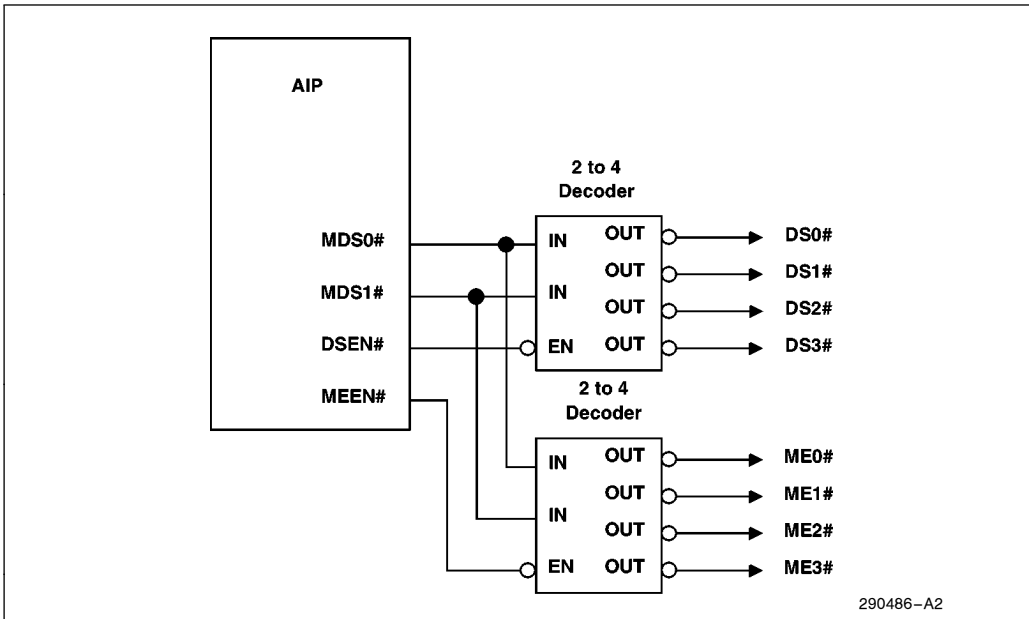 AIP
MDS0#
MDS1#
DSEN#
MEEN#
2 to 4
Decoder
IN OUT DS0#
OUT DS1#
IN
OUT DS2#
EN OUT DS3#
2 to 4
Decoder
IN OUT ME0#
OUT ME1#
IN
OUT ME2#
EN OUT ME3#
290486–A2